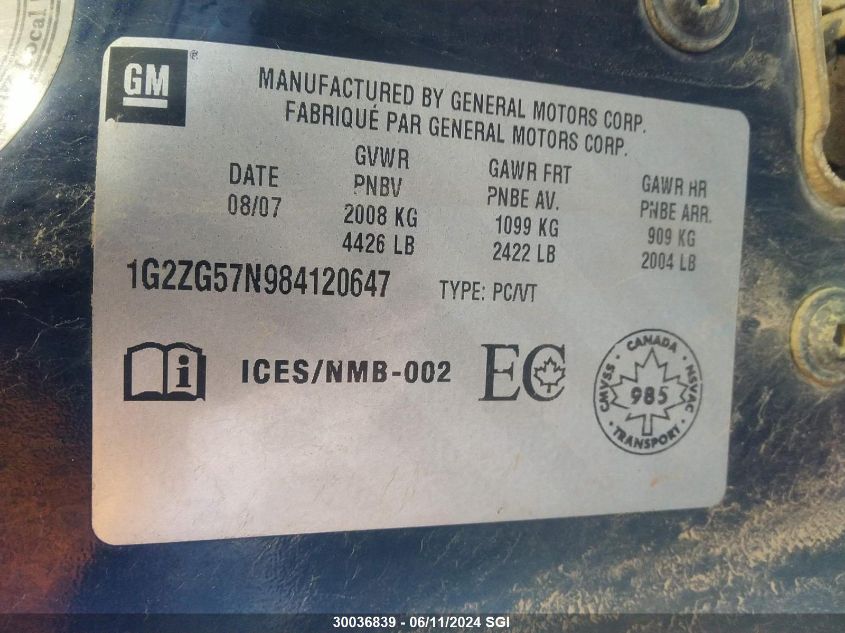 Local
GM
MANUFACTURED BY GENERAL MOTORS CORP.
FABRIQUÉ PAR GENERAL MOTORS CORP.
DATE
08/07
GVWR
PNBV
2008 KG
4426 LB
GAWR FRT
PNBE AV.
1099 KG
2422 LB
GAWR RR
PNBE ARR.
909 KG
2004 LB
1G2ZG57N984120647 TYPE: PC/VT
i ICES/NMB-002 EC
CANADA
CMVSS 985 NSVAC
TRANSPORT
30036839 - 06/11/2024 SGI